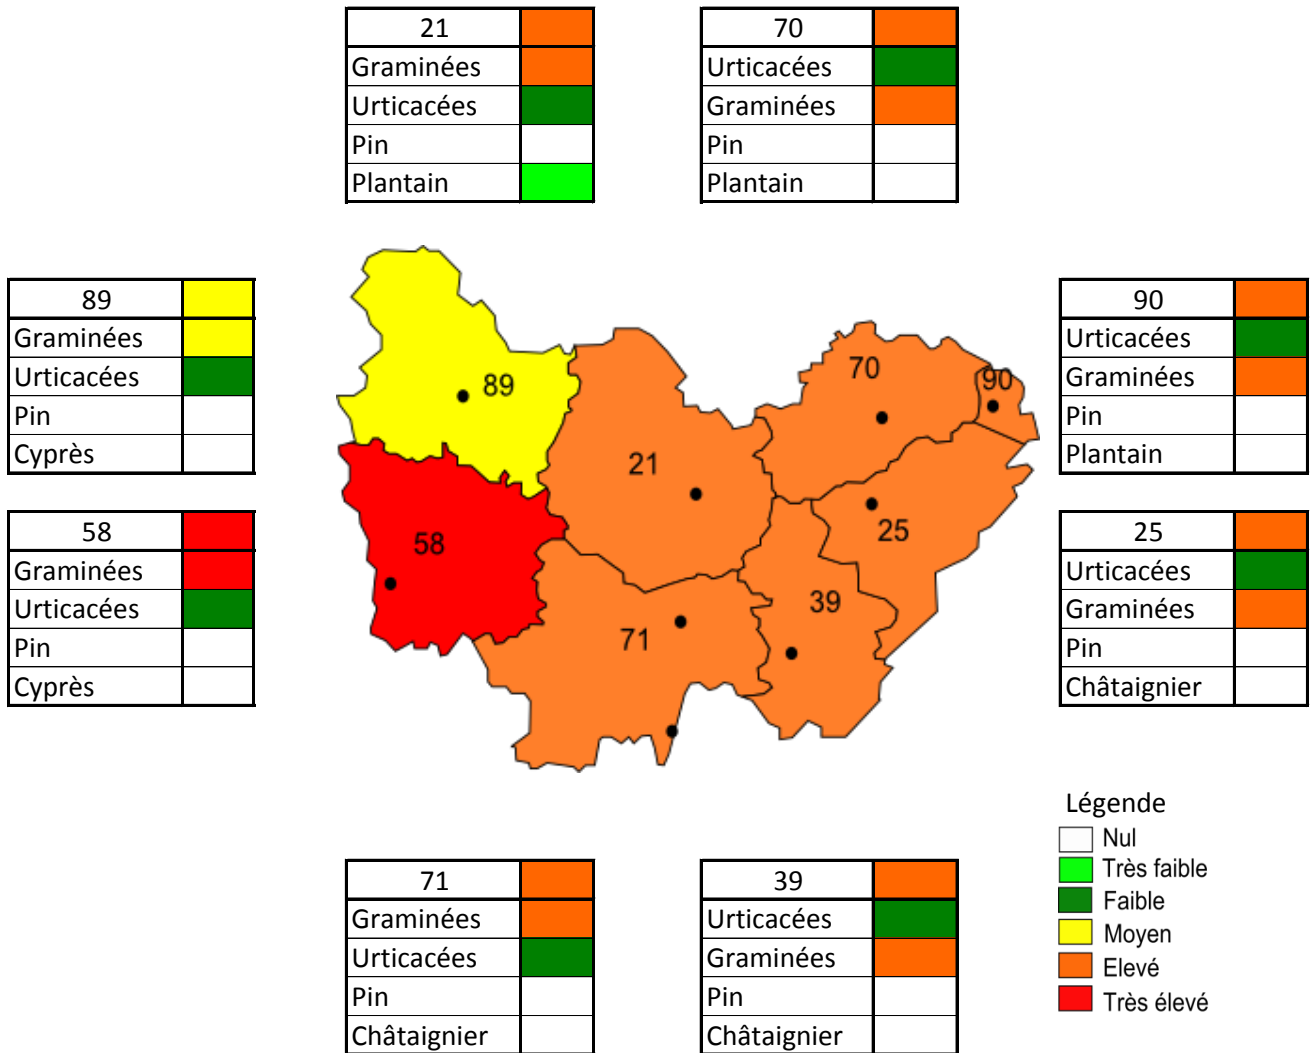 21
Graminées
Urticacées
Pin
Plantain
70
Urticacées
Graminées
Pin
Plantain
89
Graminées
Urticacées
Pin
Cyprès
58
Graminées
Urticacées
Pin
Cyprès
89
70
90
21
58
25
39
71
90
Urticacées
Graminées
Pin
Plantain
25
Urticacées
Graminées
Pin
Châtaignier
71
Graminées
Urticacées
Pin
Châtaignier
39
Urticacées
Graminées
Pin
Châtaignier
Légende
Nul
Très faible
Faible
Moyen
Elevé
Très élevé